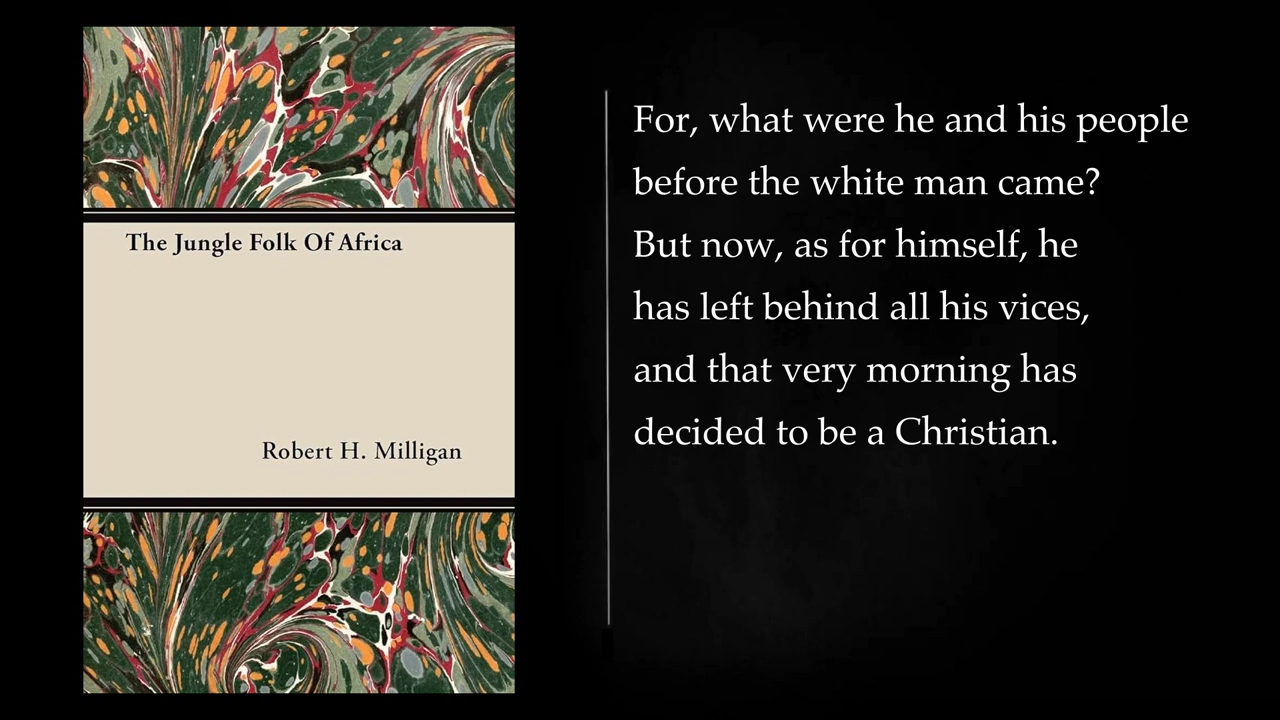 The Jungle Folk Of Africa
Robert H. Milligan
For, what were he and his people
before the white man came?
But now, as for himself, he
has left behind all his vices,
and that very morning has
decided to be a Christian.